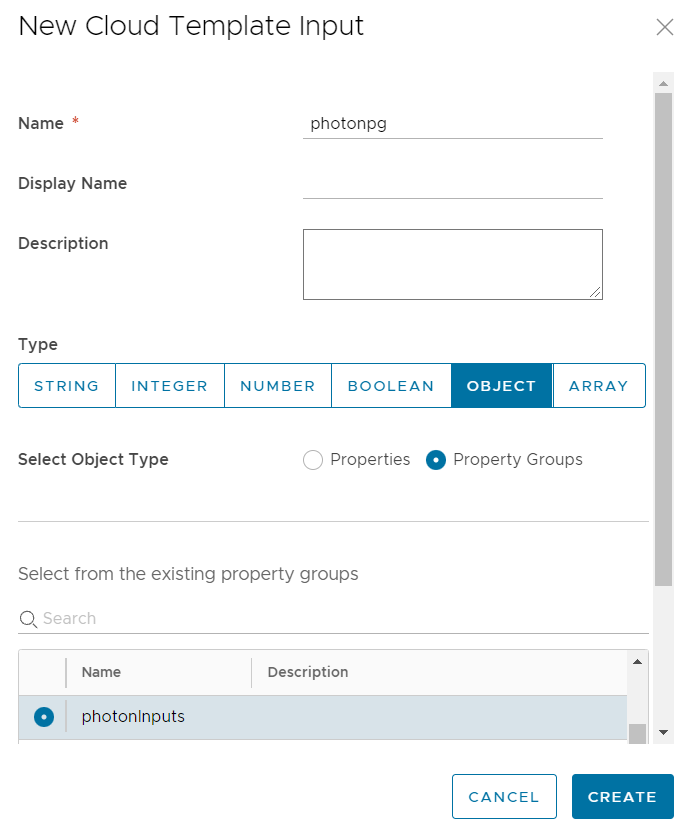 New Cloud Template Input
Name * photonpg
Display Name
Description
Type
STRING INTEGER NUMBER BOOLEAN OBJECT ARRAY
Select Object Type Properties Property Groups
Select from the existing property groups
Search
Name Description
photonInputs
CANCEL CREATE